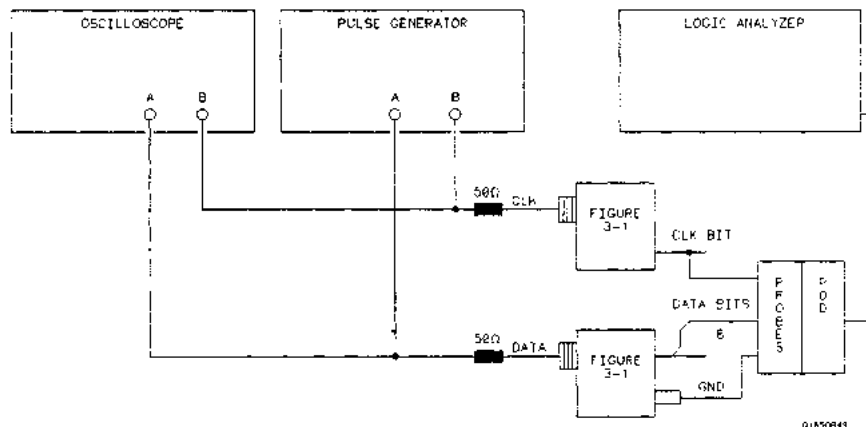 OSCILLOSCOPE
PULSE GENERATOR
LOGIC ANALYZER
A
B
A
B
50Ω
CLK
FIGURE
3-1
CLK BIT
PROBES
POD
DATA BITS
8
50Ω
DATA
FIGURE
3-1
GND